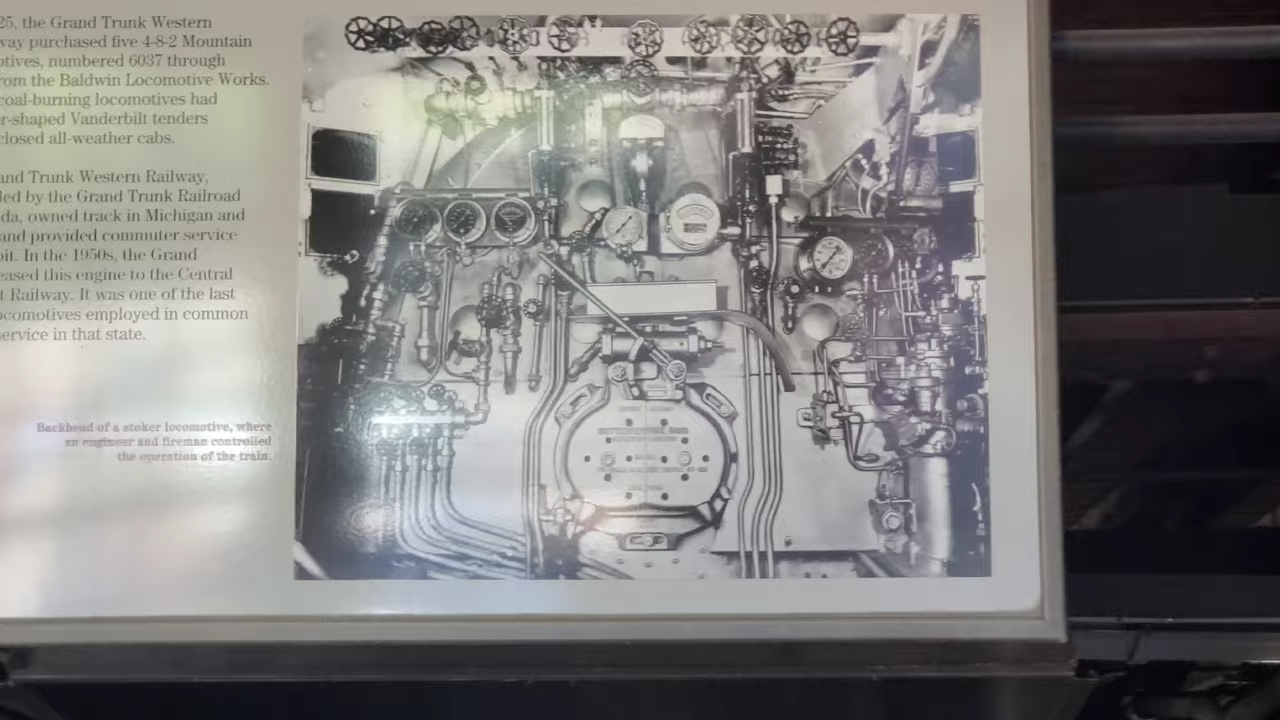 25, the Grand Trunk Western
way purchased five 4-8-2 Mountain
otives, numbered 6037 through
from the Baldwin Locomotive Works.
coal-burning locomotives had
er-shaped Vanderbilt tenders
closed all-weather cabs.
and Trunk Western Railway,
led by the Grand Trunk Railroad
da, owned track in Michigan and
and provided commuter service
oit. In the 1950s, the Grand
eased this engine to the Central
t Railway. It was one of the last
ocomotives employed in common
service in that state.
Backhead of a stoker locomotive, where
an engineer and fireman controlled
the operation of the train.